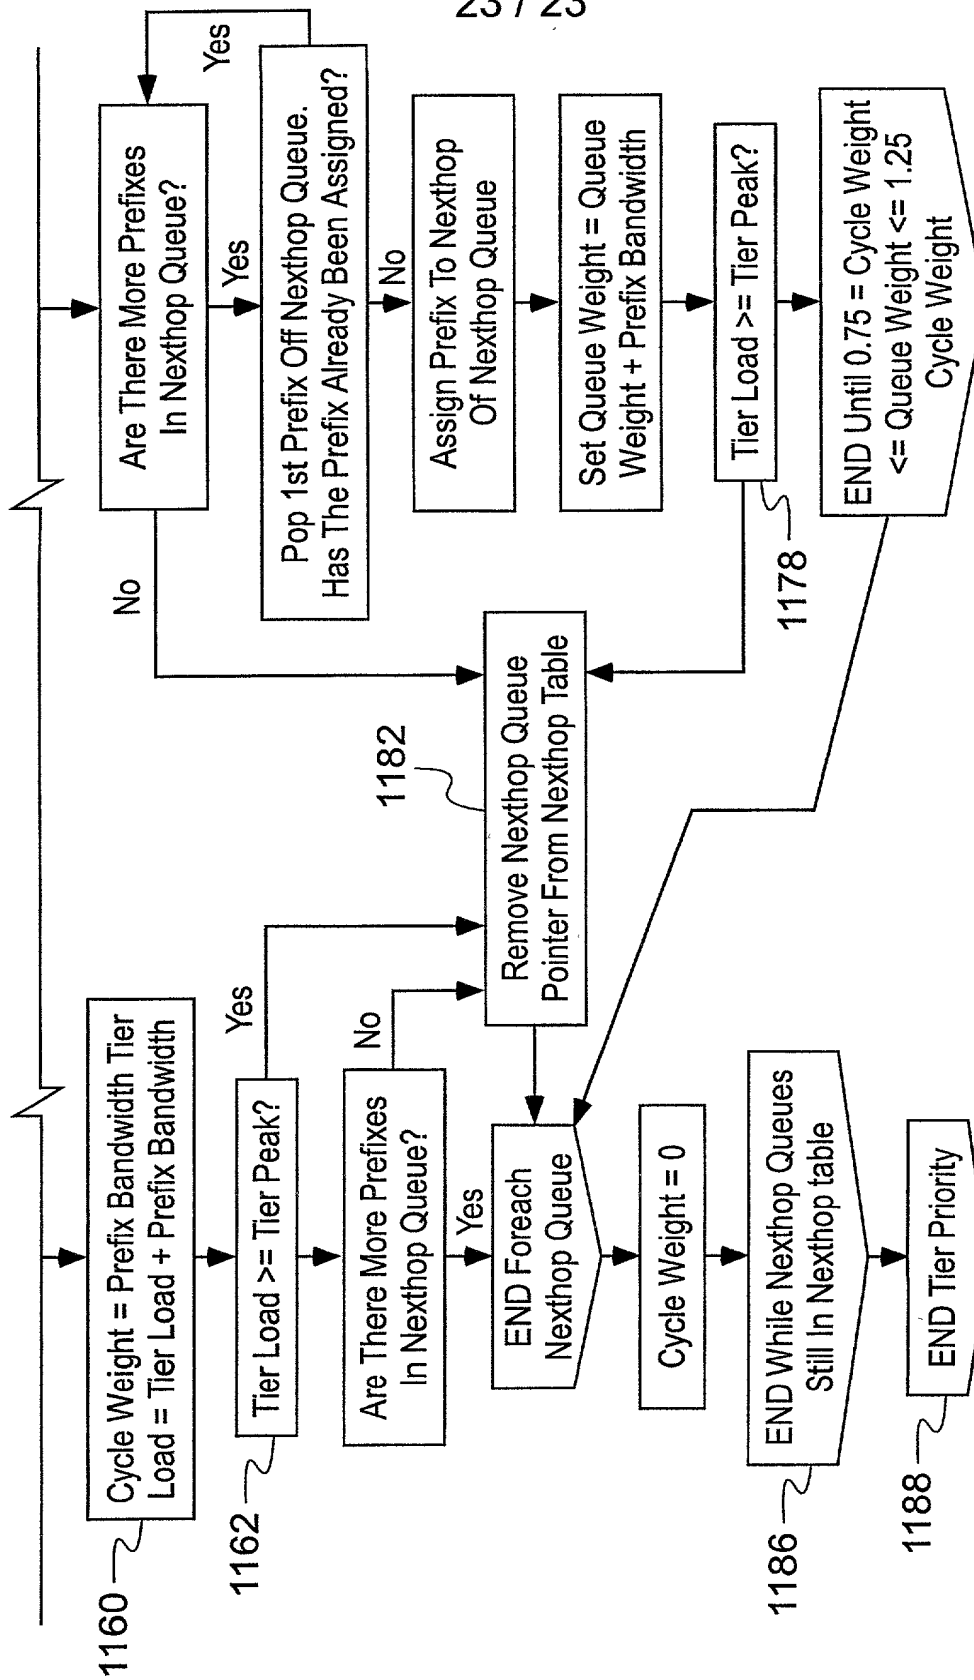 23 / 23
1160
Cycle Weight = Prefix Bandwidth Tier
Load = Tier Load + Prefix Bandwidth
1162
Tier Load >= Tier Peak?
Yes
Are There More Prefixes
In Nexthop Queue?
No
Yes
END Foreach
Nexthop Queue
Cycle Weight = 0
1186
END While Nexthop Queues
Still In Nexthop table
1188
END Tier Priority
1182
Remove Nexthop Queue
Pointer From Nexthop Table
Are There More Prefixes
In Nexthop Queue?
No
Yes
Yes
Pop 1st Prefix Off Nexthop Queue.
Has The Prefix Already Been Assigned?
No
Assign Prefix To Nexthop
Of Nexthop Queue
Set Queue Weight = Queue
Weight + Prefix Bandwidth
Tier Load >= Tier Peak?
1178
END Until 0.75 = Cycle Weight
<= Queue Weight <= 1.25
Cycle Weight